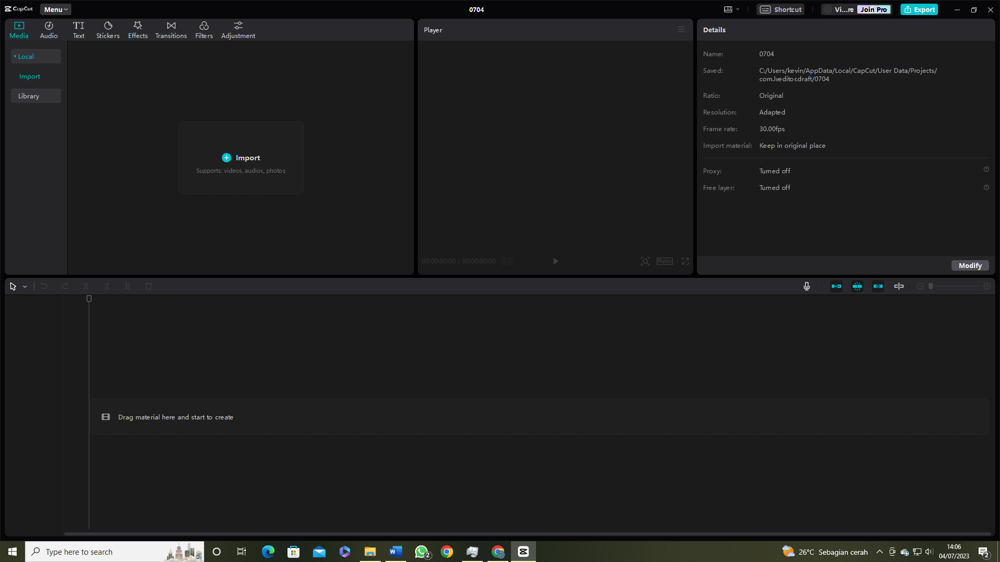 CapCut Menu 0704 Shortcut Vi...re Join Pro Export
Media Audio Text Stickers Effects Transitions Filters Adjustment
Local
Import
Library
Import
Supports: videos, audios, photos
Player
00:00:00:00 / 00:00:00:00
Ratio
Details
Name: 0704
Saved: C:/Users/kevin/AppData/Local/CapCut/User Data/Projects/
com.lveditor.draft/0704
Ratio: Original
Resolution: Adapted
Frame rate: 30.00fps
Import material: Keep in original place
Proxy: Turned off
Free layer: Turned off
Modify
Drag material here and start to create
Type here to search
2
26°C Sebagian cerah
14:06
04/07/2023
2